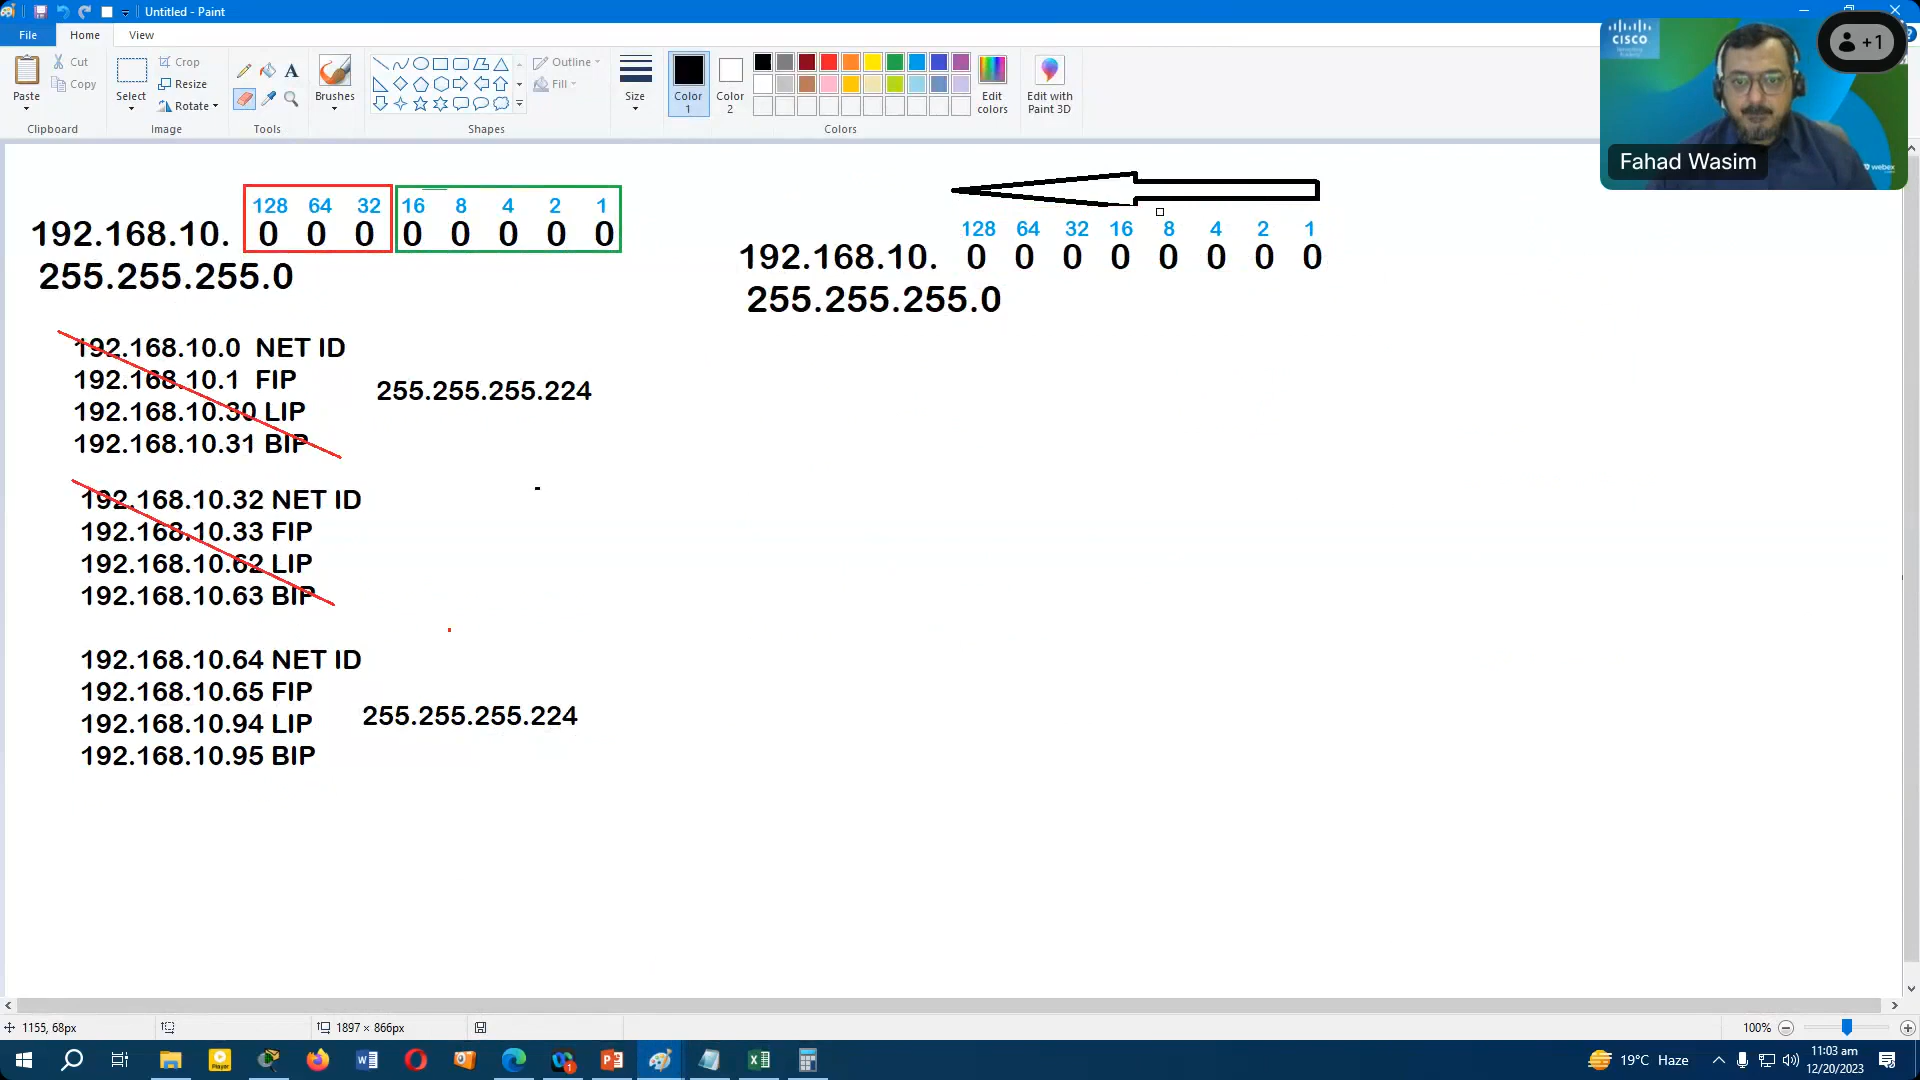 Untitled - Paint
File
Home
View
Paste
Cut
Copy
Clipboard
Select
Crop
Resize
Rotate
Image
A
Tools
Brushes
Outline
Fill
Shapes
Size
Color 1
Color 2
Edit colors
Edit with Paint 3D
Colors
CISCO
+1
Fahad Wasim
webex
128 64 32 16 8 4 2 1
192.168.10. 0 0 0 0 0 0 0 0
255.255.255.0
192.168.10.0 NET ID
192.168.10.1 FIP
192.168.10.30 LIP
192.168.10.31 BIP
255.255.255.224
192.168.10.32 NET ID
192.168.10.33 FIP
192.168.10.62 LIP
192.168.10.63 BIP
192.168.10.64 NET ID
192.168.10.65 FIP
192.168.10.94 LIP
192.168.10.95 BIP
255.255.255.224
128 64 32 16 8 4 2 1
192.168.10. 0 0 0 0 0 0 0 0
255.255.255.0
1155, 68px
1897 × 866px
100%
Player
19°C Haze
11:03 am
12/20/2023